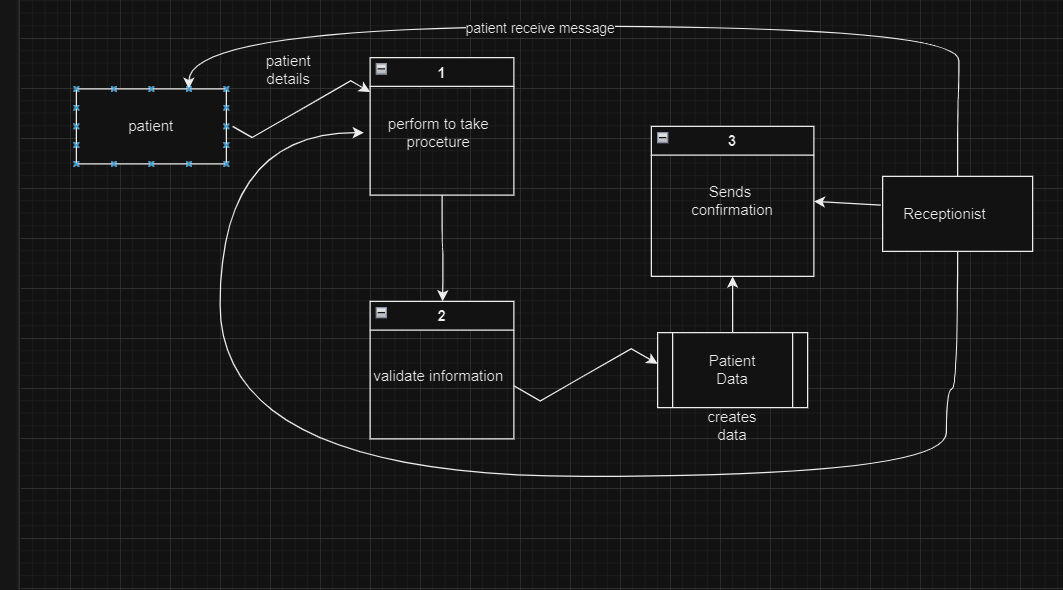 patient receive message
patient
details
patient
1
perform to take
proceture
3
Sends
confirmation
Receptionist
2
validate information
Patient
Data
creates
data